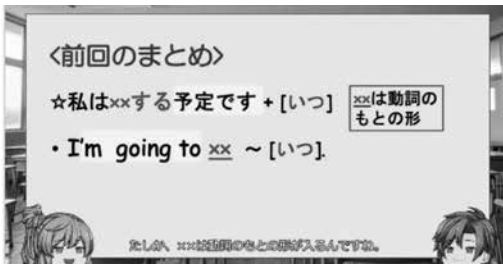 <前回のまとめ>
☆私は××する予定です + [いつ]
××は動詞の
もとの形
・I'm going to ×× ～ [いつ].
たしか、××は動詞のもとの形が入るんですね。